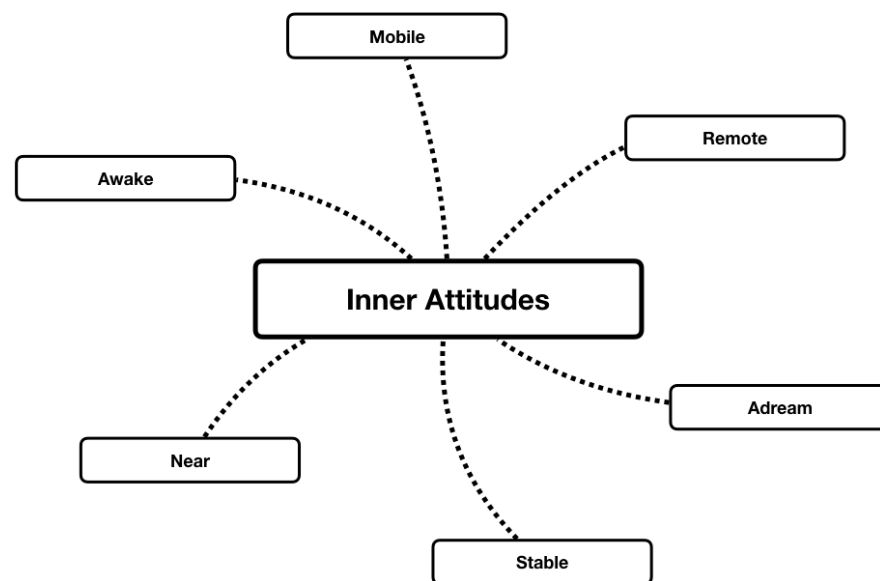 Mobile
Remote
Awake
Inner Attitudes
Adream
Near
Stable